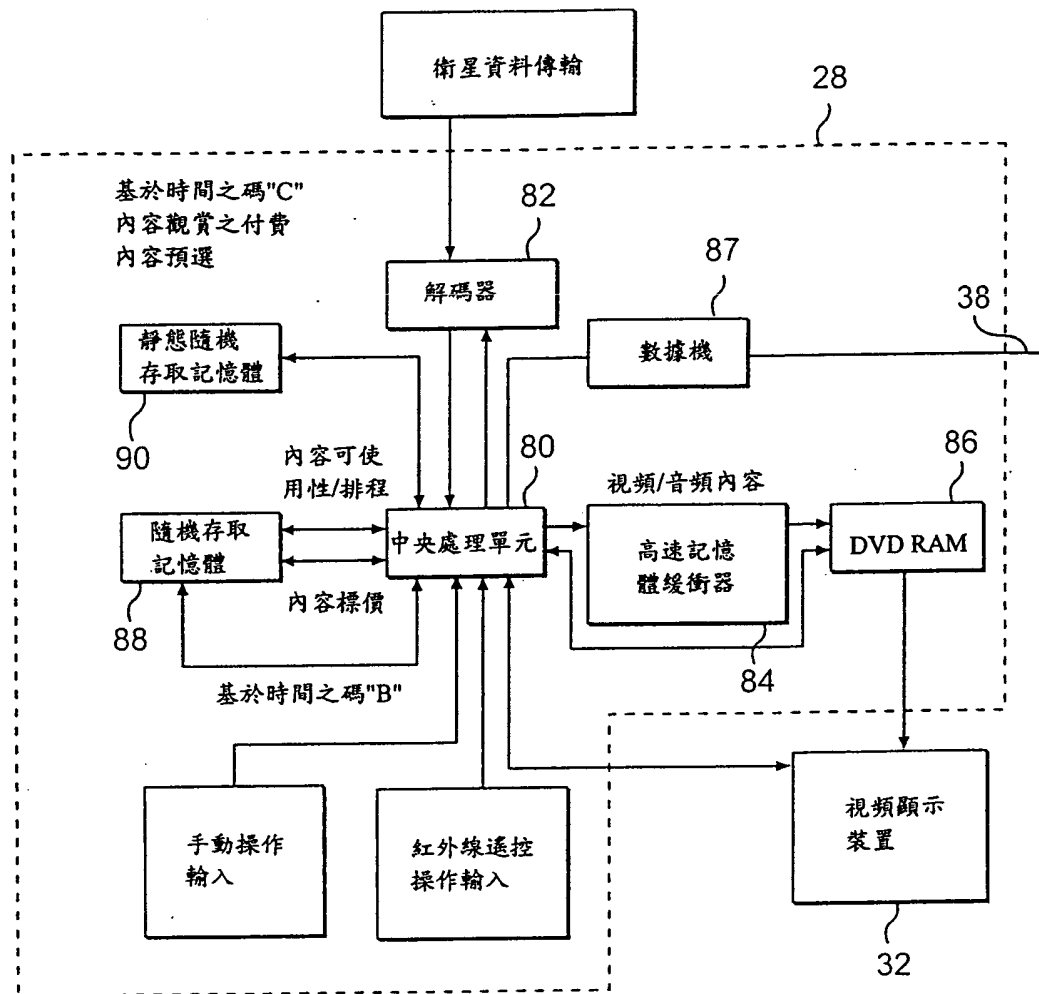 衛星資料傳輸
28
基於時間之碼"C"
內容觀賞之付費
內容預選
82
解碼器
87
數據機
38
靜態隨機
存取記憶體
90
內容可使
用性/排程
80
視頻/音頻內容
86
隨機存取
記憶體
中央處理單元
高速記憶
體緩衝器
DVD RAM
88
內容標價
84
基於時間之碼"B"
手動操作
輸入
紅外線遙控
操作輸入
視頻顯示
裝置
32